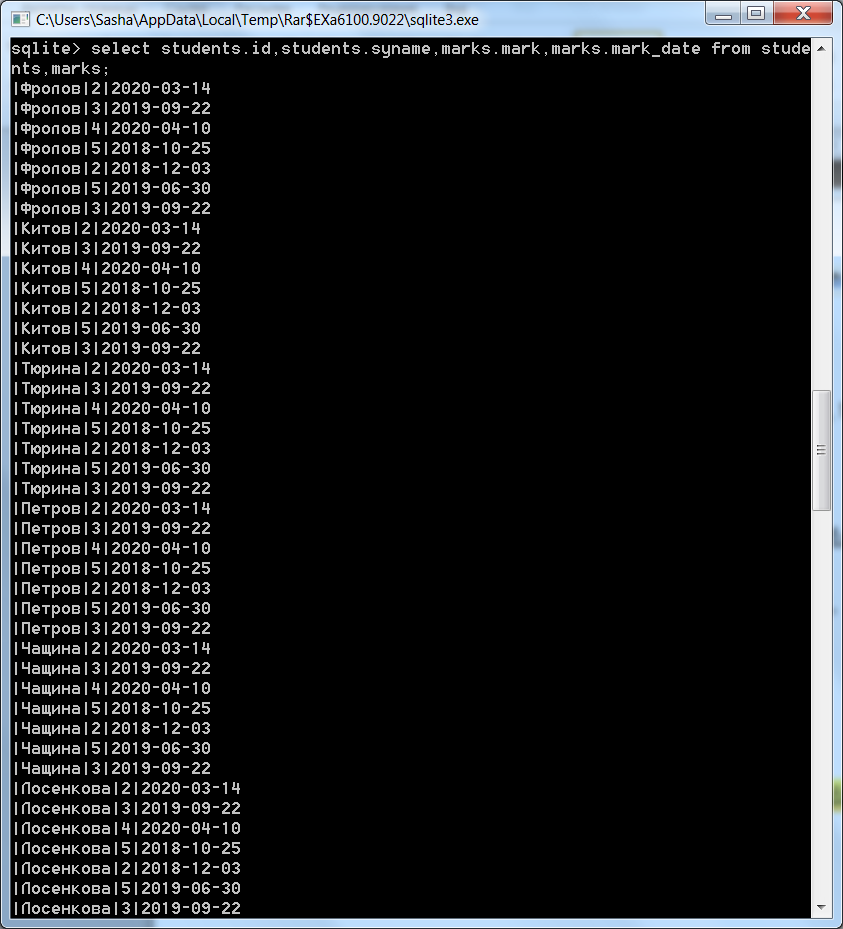 C:\Users\Sasha\AppData\Local\Temp\Rar$EXa6100.9022\sqlite3.exe
sqlite> select students.id,students.syname,marks.mark,marks.mark_date from stude
nts,marks;
|Фролов|2|2020-03-14
|Фролов|3|2019-09-22
|Фролов|4|2020-04-10
|Фролов|5|2018-10-25
|Фролов|2|2018-12-03
|Фролов|5|2019-06-30
|Фролов|3|2019-09-22
|Китов|2|2020-03-14
|Китов|3|2019-09-22
|Китов|4|2020-04-10
|Китов|5|2018-10-25
|Китов|2|2018-12-03
|Китов|5|2019-06-30
|Китов|3|2019-09-22
|Тюрина|2|2020-03-14
|Тюрина|3|2019-09-22
|Тюрина|4|2020-04-10
|Тюрина|5|2018-10-25
|Тюрина|2|2018-12-03
|Тюрина|5|2019-06-30
|Тюрина|3|2019-09-22
|Петров|2|2020-03-14
|Петров|3|2019-09-22
|Петров|4|2020-04-10
|Петров|5|2018-10-25
|Петров|2|2018-12-03
|Петров|5|2019-06-30
|Петров|3|2019-09-22
|Чащина|2|2020-03-14
|Чащина|3|2019-09-22
|Чащина|4|2020-04-10
|Чащина|5|2018-10-25
|Чащина|2|2018-12-03
|Чащина|5|2019-06-30
|Чащина|3|2019-09-22
|Лосенкова|2|2020-03-14
|Лосенкова|3|2019-09-22
|Лосенкова|4|2020-04-10
|Лосенкова|5|2018-10-25
|Лосенкова|2|2018-12-03
|Лосенкова|5|2019-06-30
|Лосенкова|3|2019-09-22